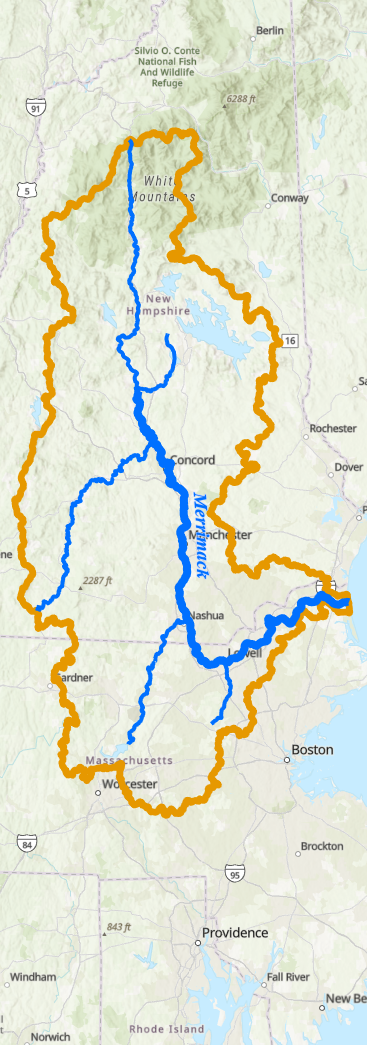 Berlin
Silvio O. Conte
National Fish
And Wildlife
Refuge
6288 ft
91
5
White
Mountains
Conway
New
Hampshire
16
Rochester
Concord
Dover
Merrimack
Manchester
2287 ft
Nashua
Lowell
Gardner
Boston
Massachusetts
Worcester
84
Brockton
95
843 ft
Providence
Windham
Fall River
New Be
Norwich
Rhode Island